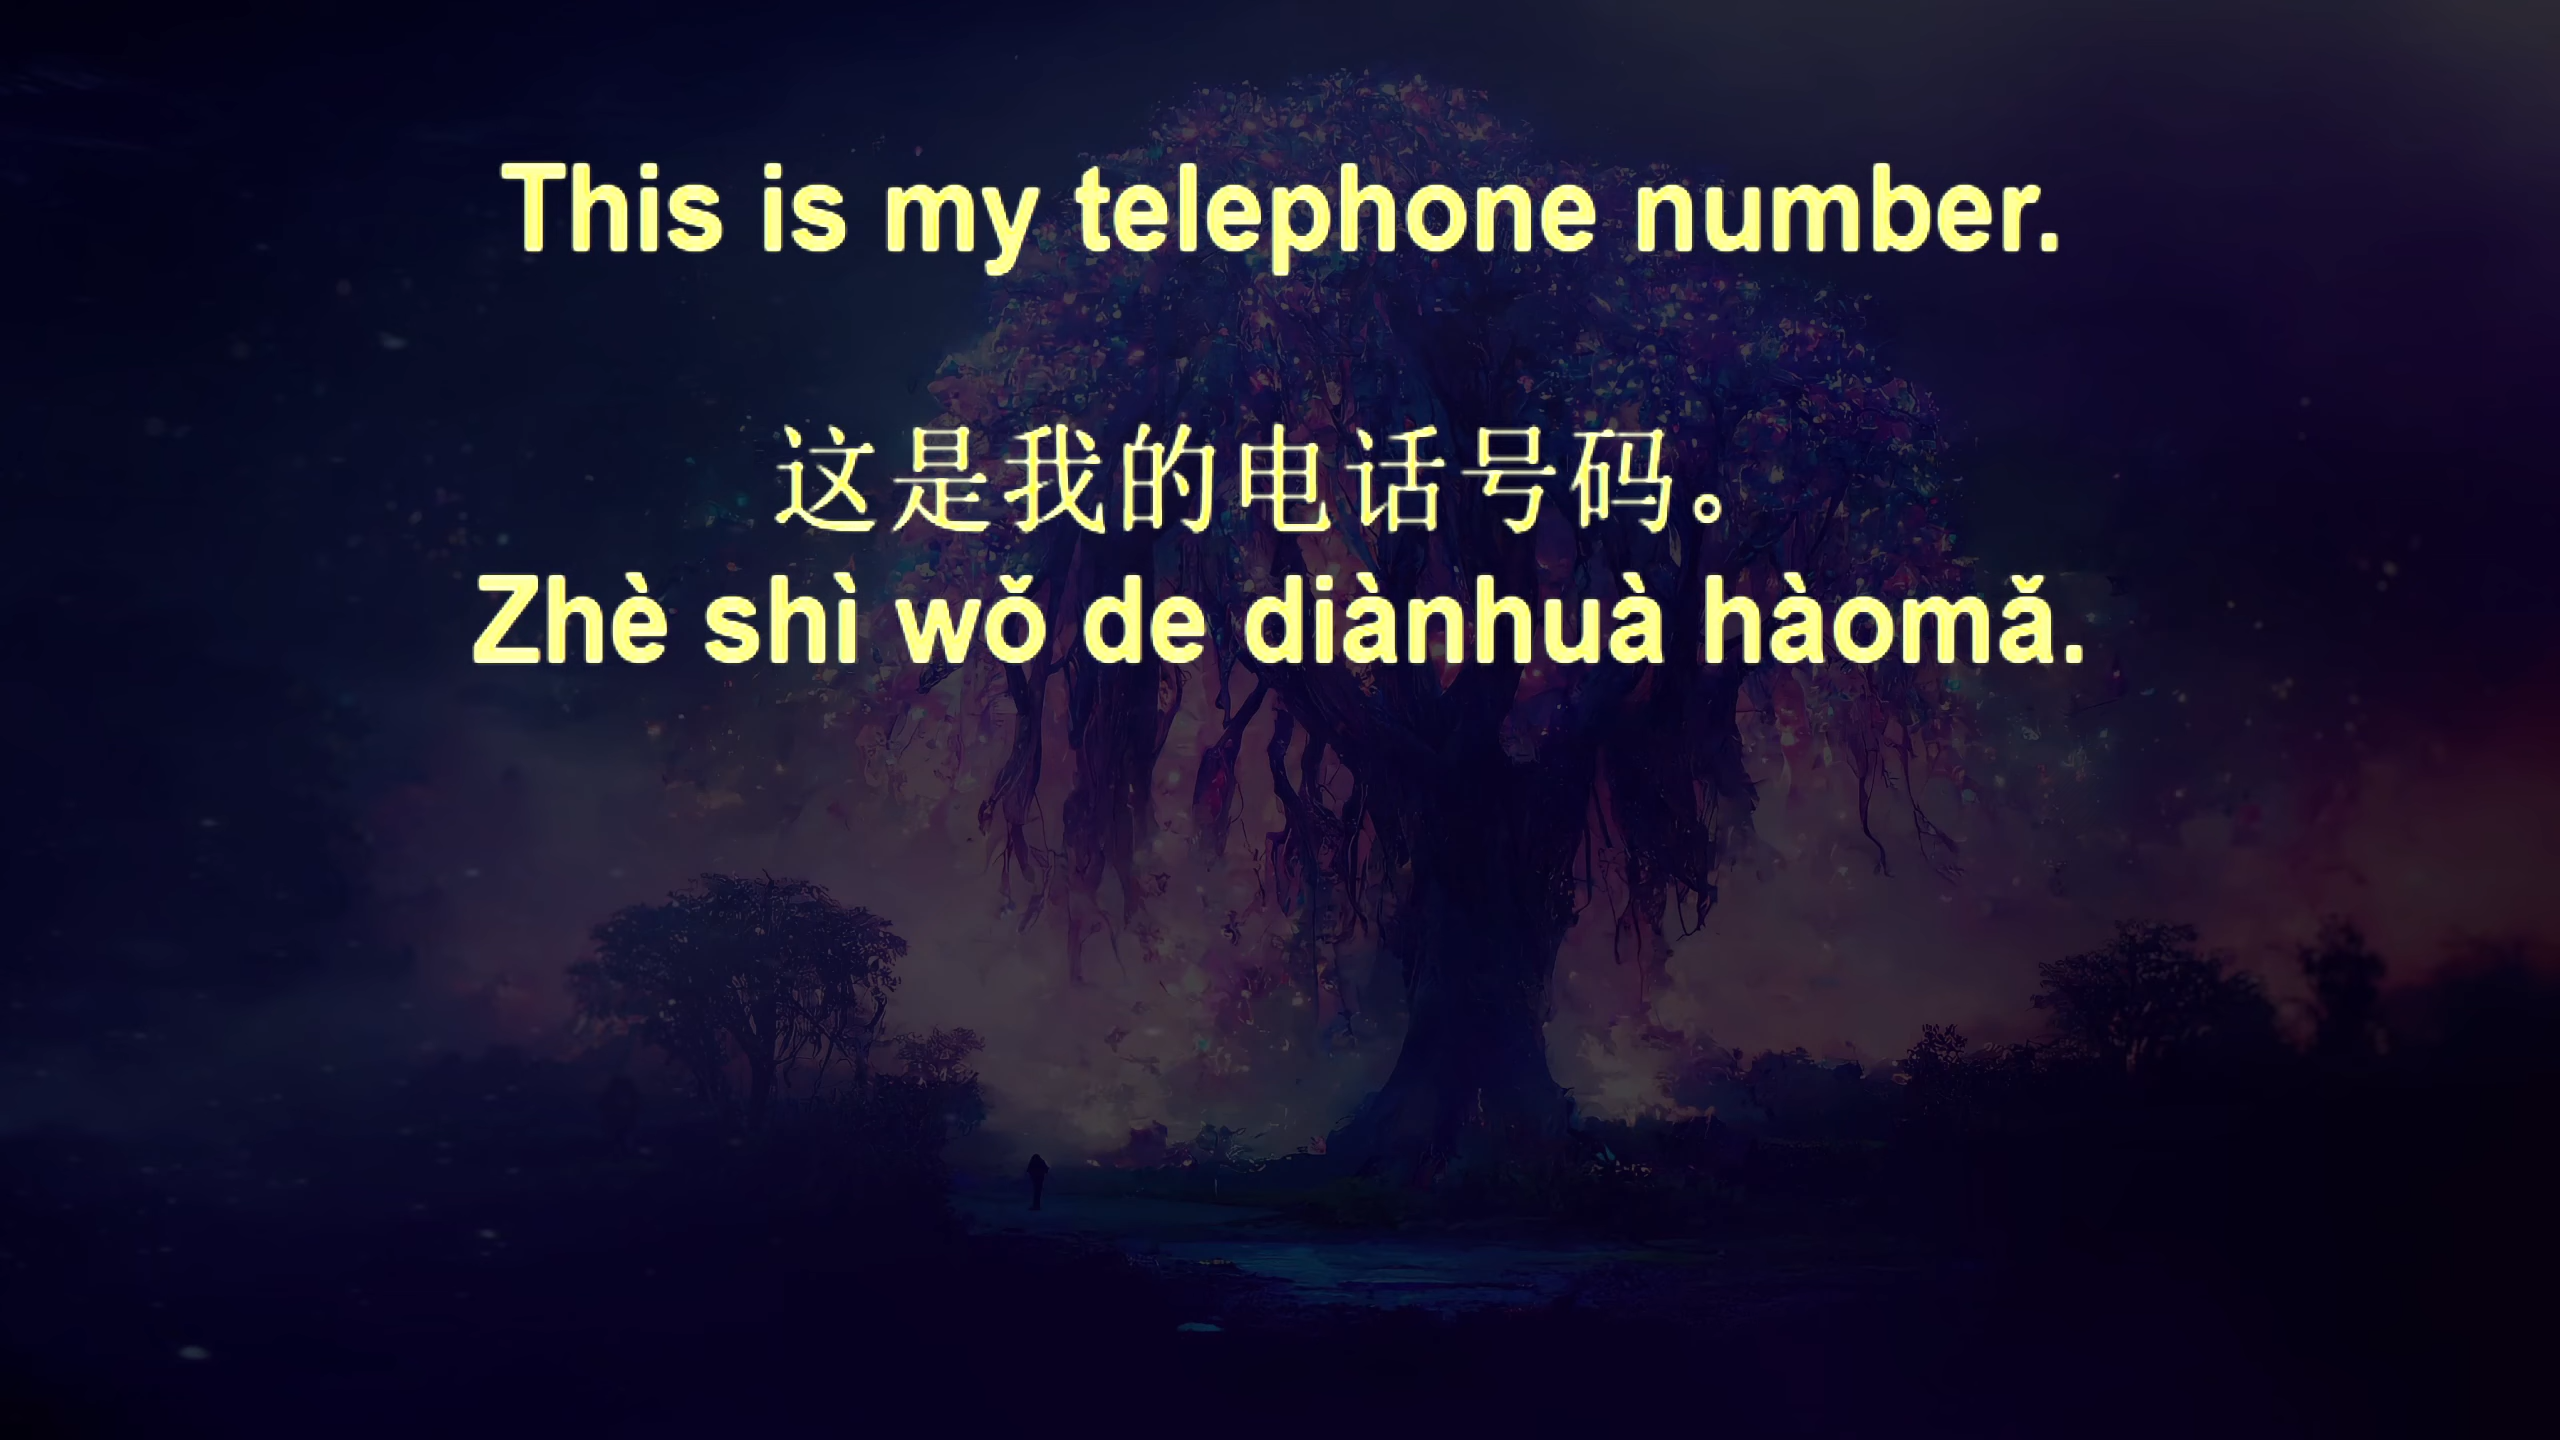 This is my telephone number.
这是我的电话号码。
Zhè shì wǒ de diànhuà hàomǎ.